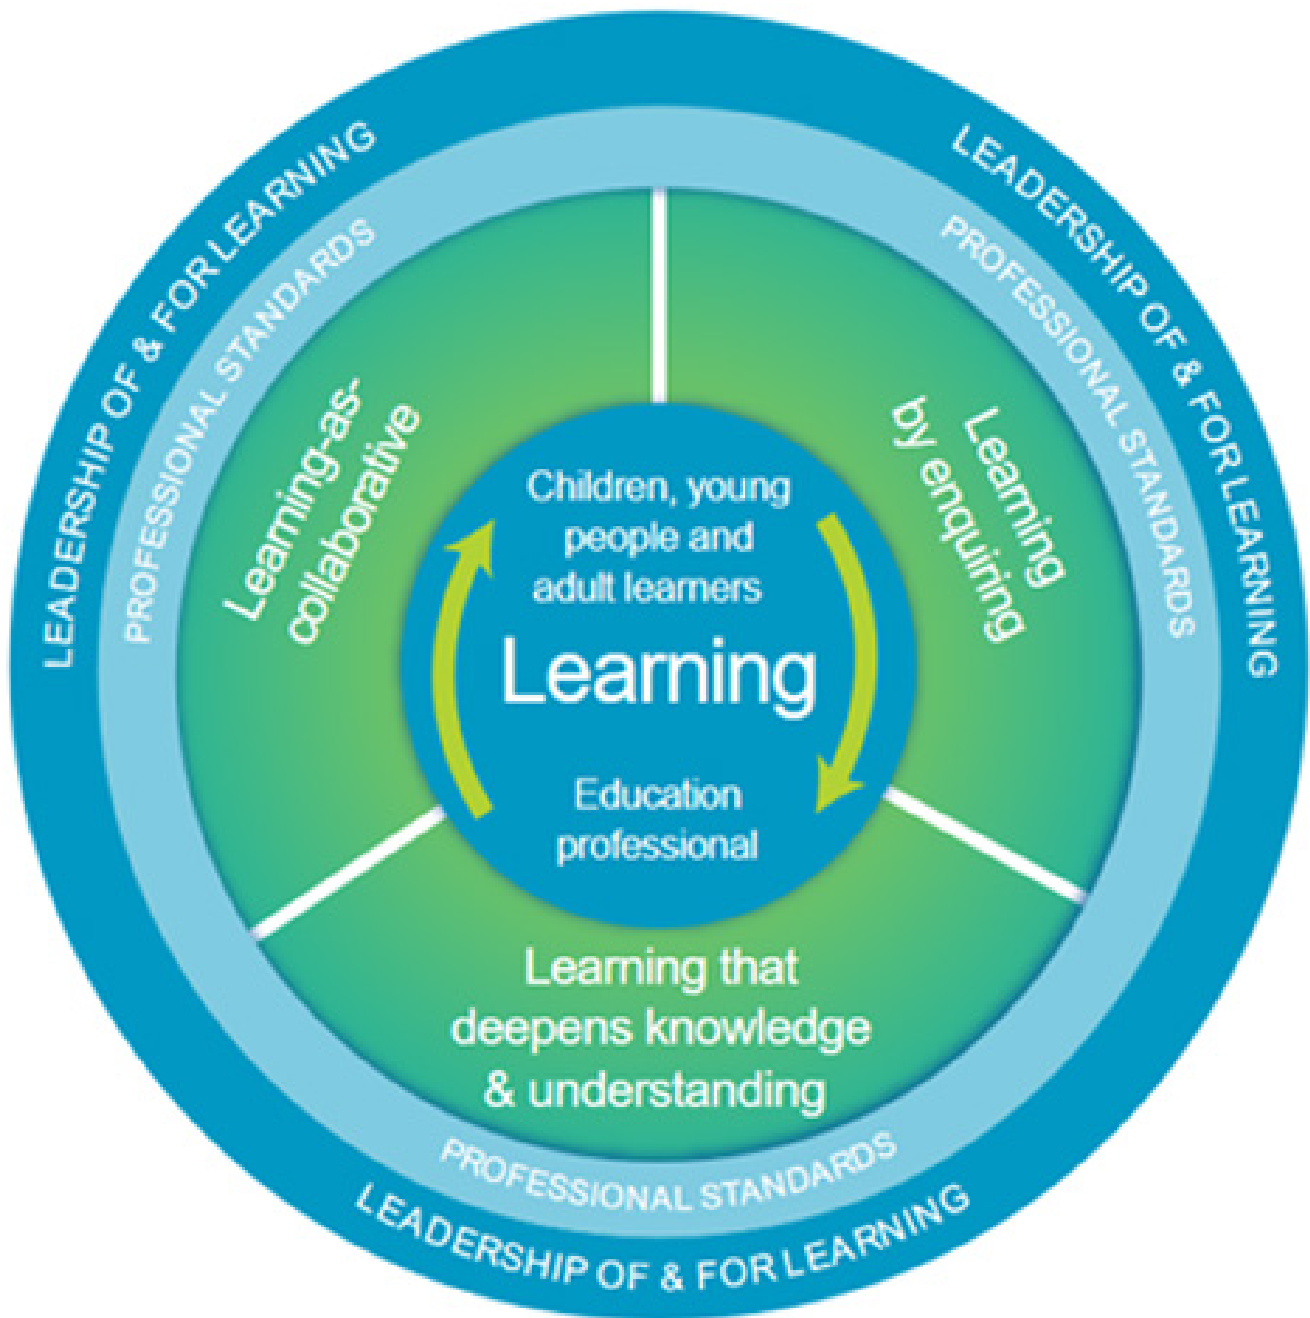 LEADERSHIP OF & FOR LEARNING
LEADERSHIP OF & FOR LEARNING
PROFESSIONAL STANDARDS
PROFESSIONAL STANDARDS
Learning-as-
collaborative
Learning
by enquiring
Children, young
people and
adult learners
Learning
Education
professional
Learning that
deepens knowledge
& understanding
PROFESSIONAL STANDARDS
LEADERSHIP OF & FOR LEARNING